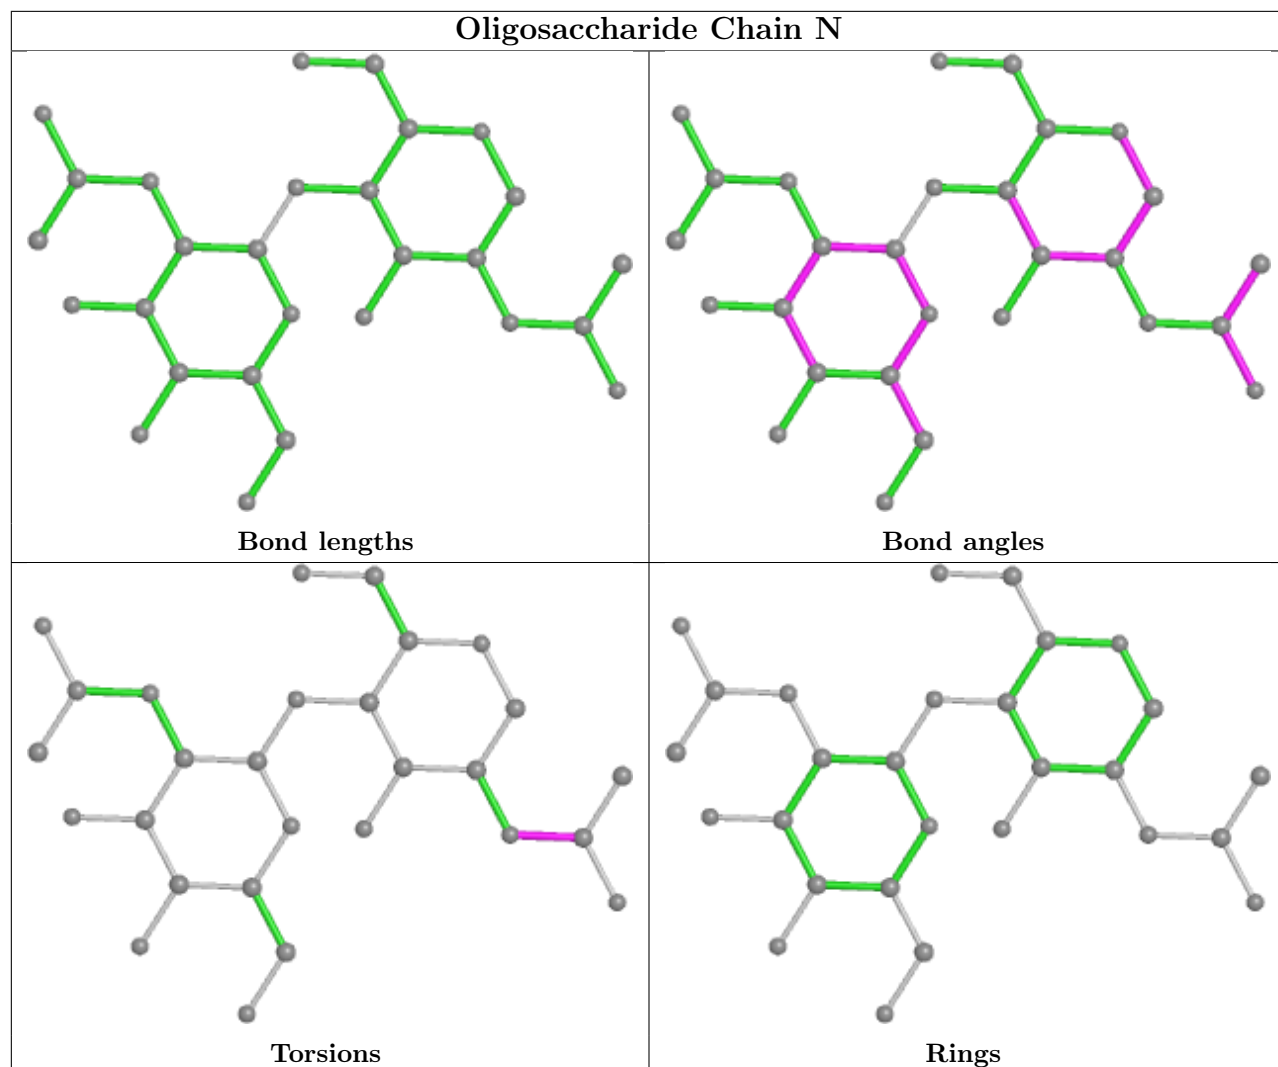 Oligosaccharide Chain N
Bond lengths
Bond angles
Torsions
Rings